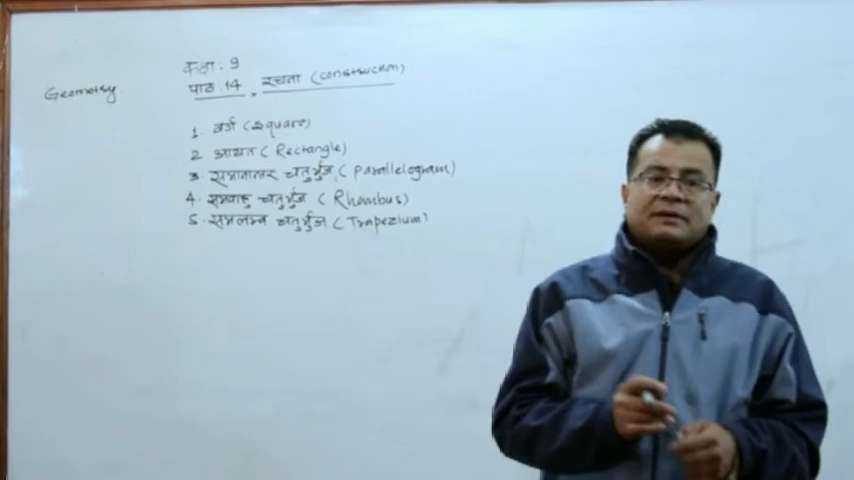 कक्षा. 9
Geometry.
पाठ. 14. रचना (construction)
1. वर्ग (Square)
2 आयत (Rectangle)
3 समानान्तर चतुर्भुज (Parallelogram)
4. समबाहु चतुर्भुज (Rhombus)
5. समलम्ब चतुर्भुज (Trapezium)